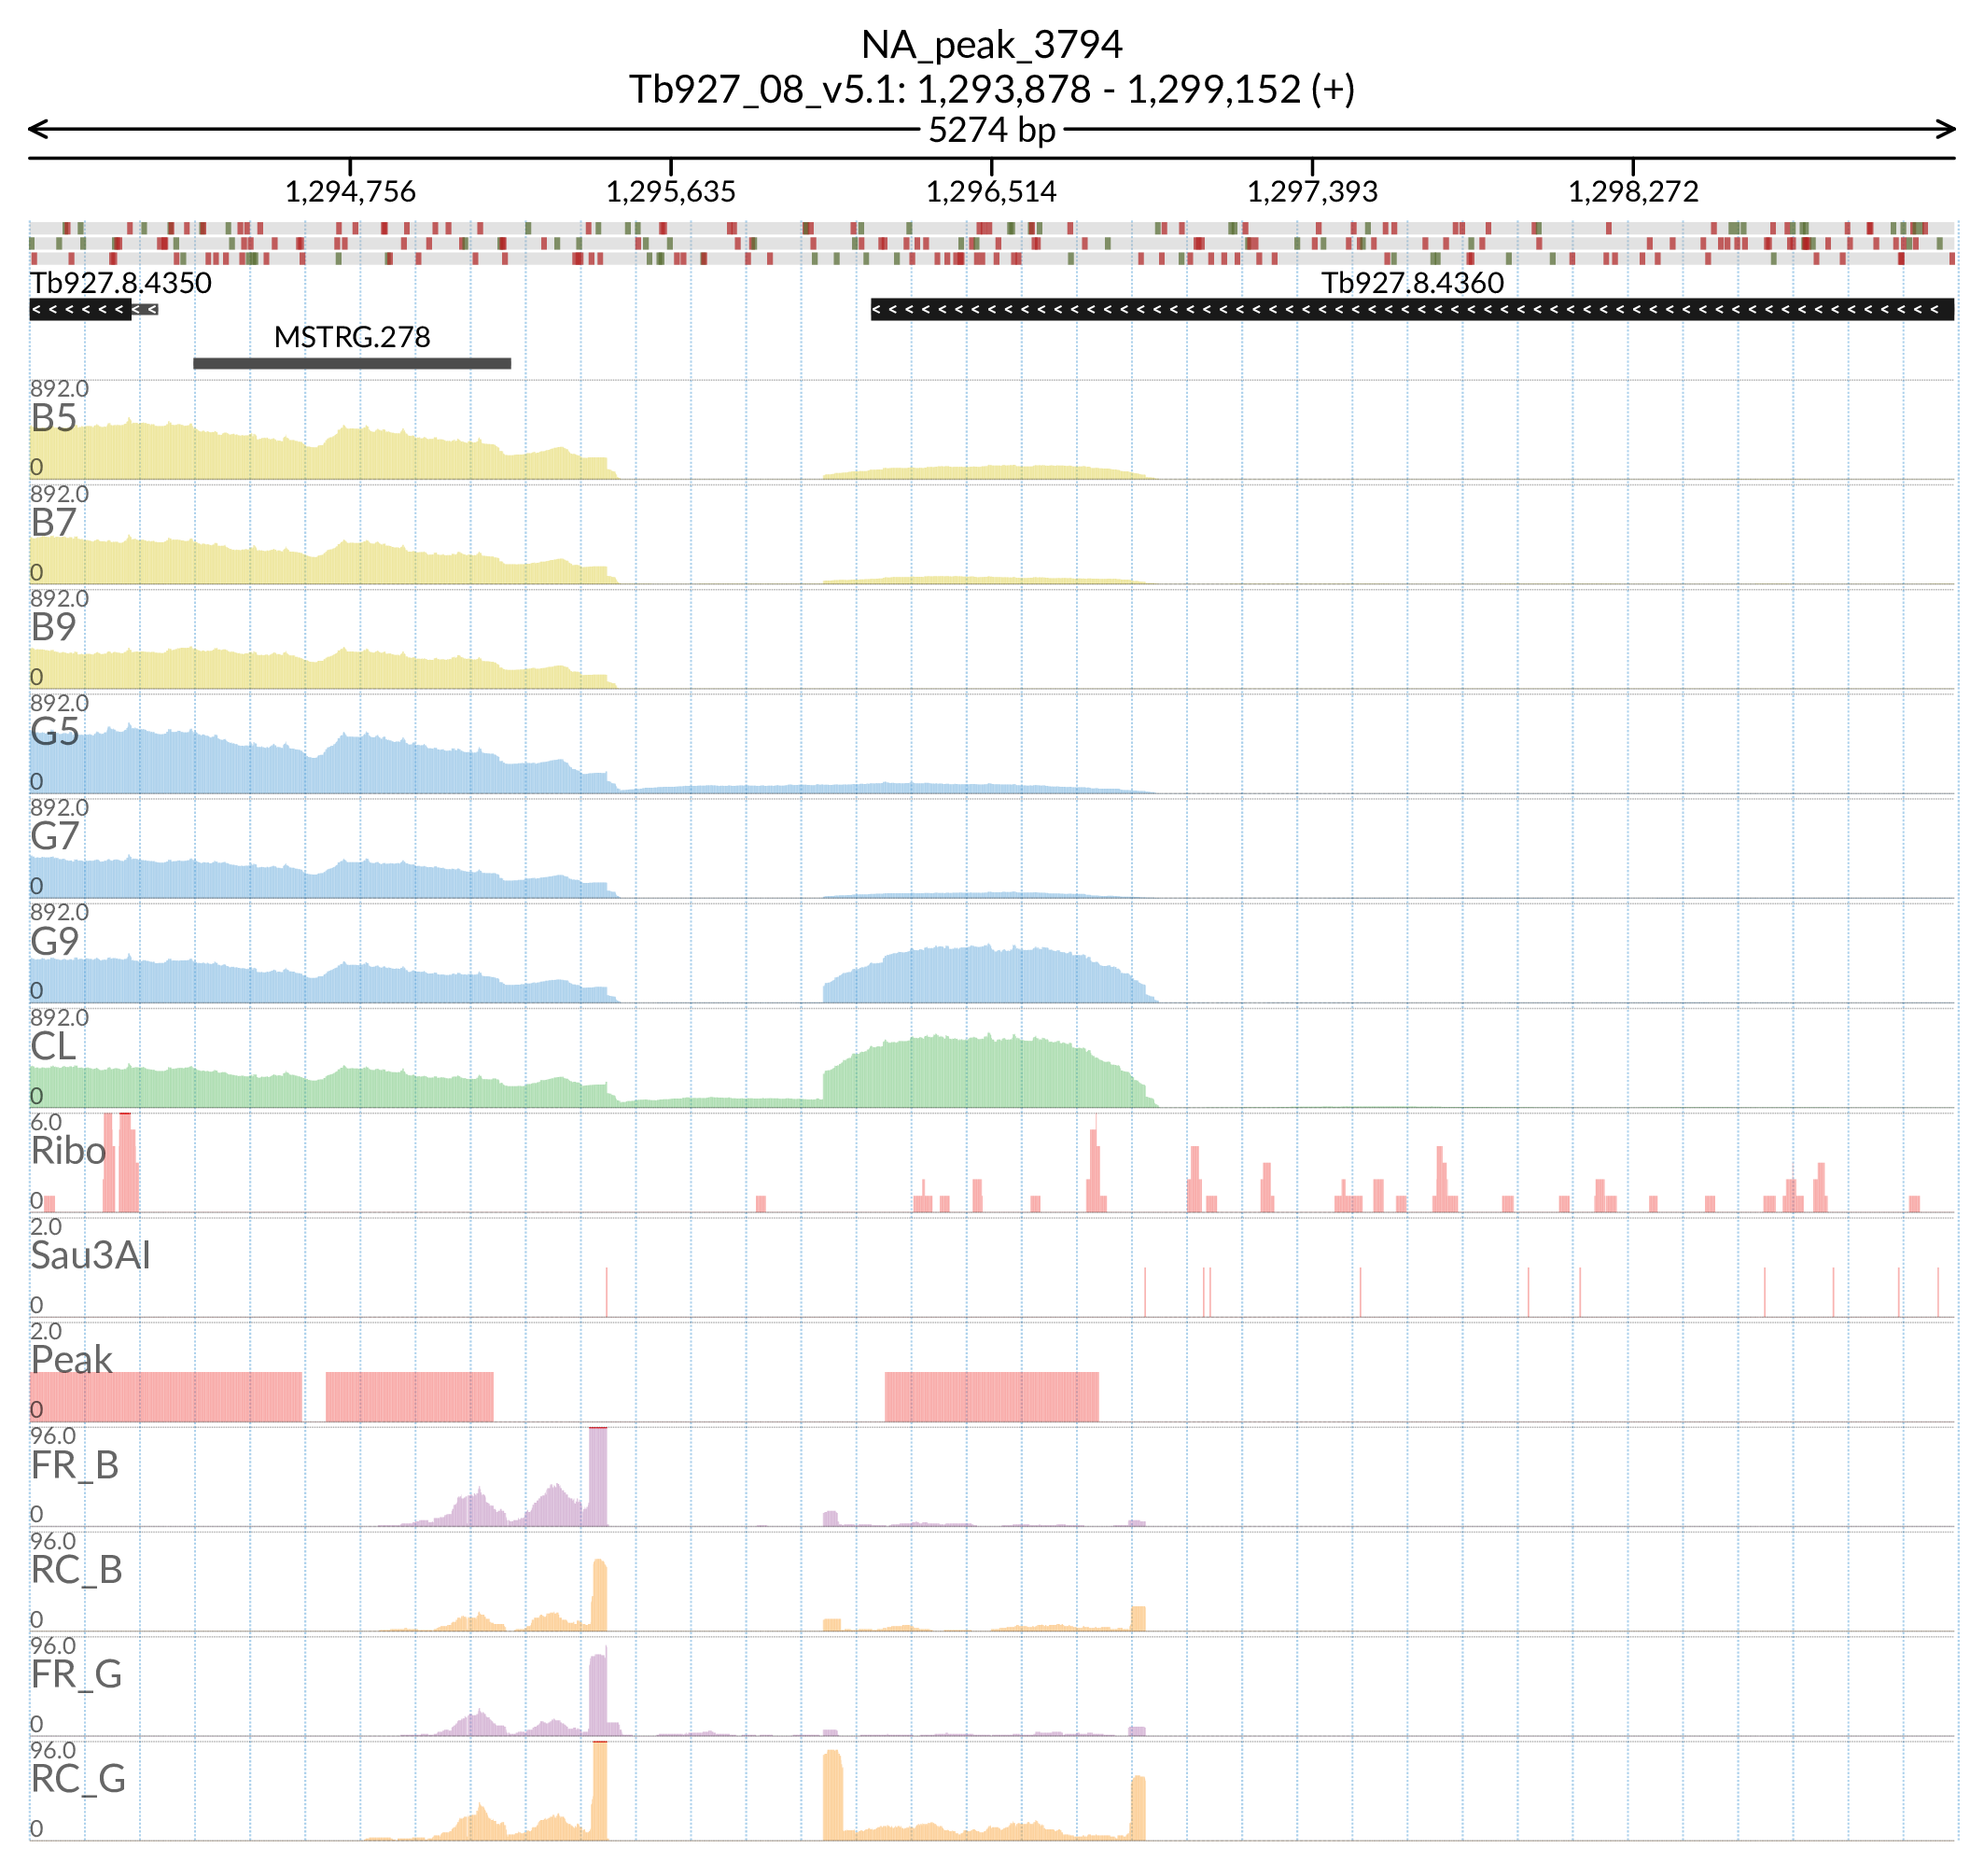 NA_peak_3794
Tb927_08_v5.1: 1,293,878 - 1,299,152 (+)
5274 bp
1,294,756 1,295,635 1,296,514 1,297,393 1,298,272
Tb927.8.4350 Tb927.8.4360
MSTRG.278
892.0
B5
0
892.0
B7
0
892.0
B9
0
892.0
G5
0
892.0
G7
0
892.0
G9
0
892.0
CL
0
6.0
Ribo
0
2.0
Sau3AI
0
2.0
Peak
0
96.0
FR_B
0
96.0
RC_B
0
96.0
FR_G
0
96.0
RC_G
0